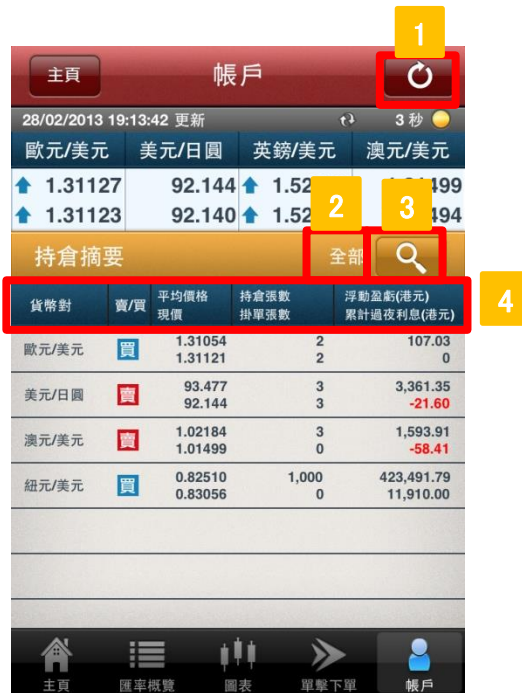 1
主頁 帳戶
28/02/2013 19:13:42 更新 3 秒
歐元/美元 美元/日圓 英鎊/美元 澳元/美元
1.31127 92.144 1.52 499
1.31123 92.140 1.52 494
2 3
持倉摘要 全部
4
貨幣對 賣/買 平均價格 持倉張數 浮動盈虧(港元)
現價 掛單張數 累計過夜利息(港元)
歐元/美元 買 1.31054 2 107.03
1.31121 2 0
美元/日圓 賣 93.477 3 3,361.35
92.144 3 -21.60
澳元/美元 賣 1.02184 3 1,593.91
1.01499 0 -58.41
紐元/美元 買 0.82510 1,000 423,491.79
0.83056 0 11,910.00
主頁 匯率概覽 圖表 單擊下單 帳戶